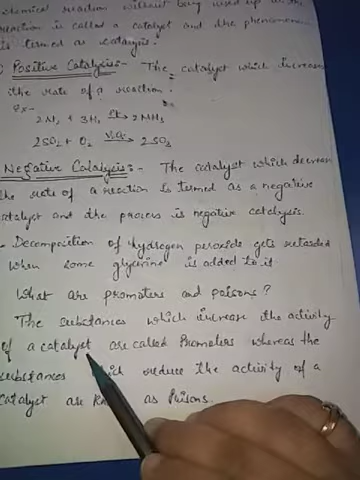 chemical reaction without being used up in the
reaction is called a catalyst and the phenomenon
is termed as catalysis.
Positive Catalysis:- The catalyst which increase
the rate of a reaction.
Ex-
2N2 + 3H2 → 2NH3
2SO2 + O2 → 2SO3
Negative Catalysis:- The catalyst which decrease
the rate of a reaction is termed as a negative
catalyst and the process is negative catalysis.
- Decomposition of hydrogen peroxide gets retarded
when some glycerine is added to it.
What are promoters and poisons?
The substances which increase the activity
of a catalyst are called Promoters whereas the
substances which reduce the activity of a
catalyst are as Poisons.